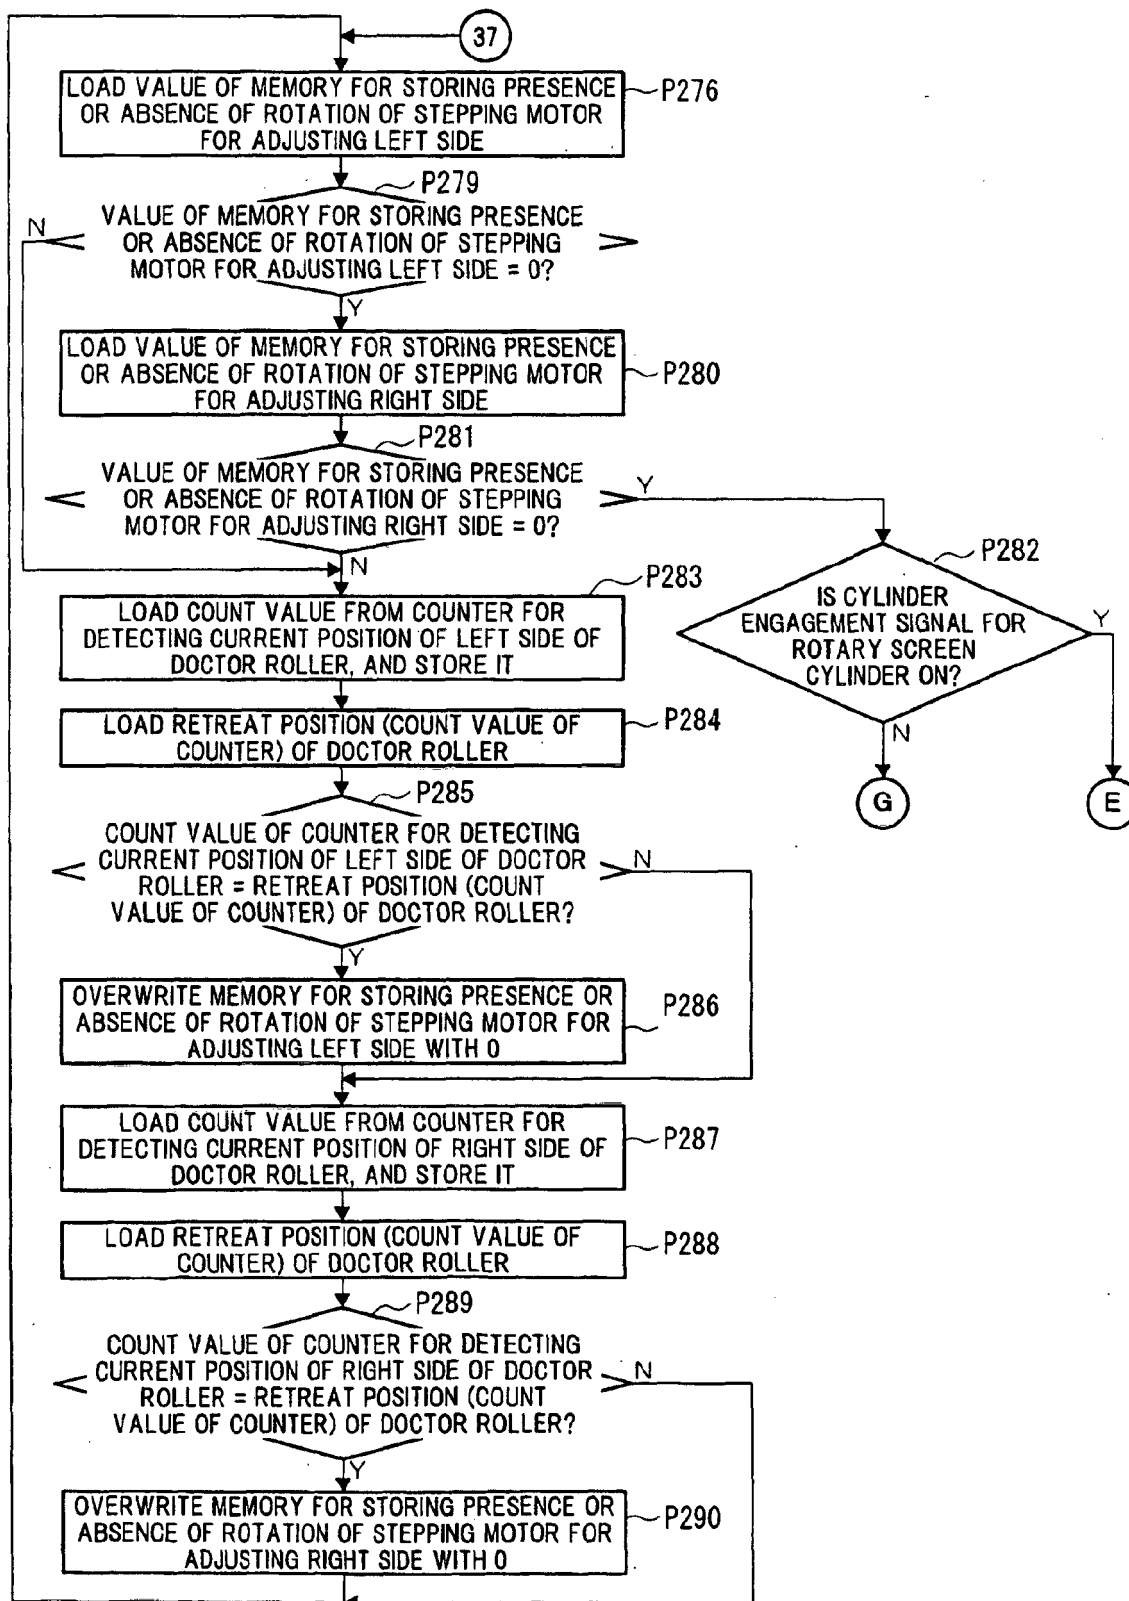 37
LOAD VALUE OF MEMORY FOR STORING PRESENCE
OR ABSENCE OF ROTATION OF STEPPING MOTOR
FOR ADJUSTING LEFT SIDE
P276
P279
N
VALUE OF MEMORY FOR STORING PRESENCE
OR ABSENCE OF ROTATION OF STEPPING
MOTOR FOR ADJUSTING LEFT SIDE = 0?
Y
LOAD VALUE OF MEMORY FOR STORING PRESENCE
OR ABSENCE OF ROTATION OF STEPPING MOTOR
FOR ADJUSTING RIGHT SIDE
P280
P281
VALUE OF MEMORY FOR STORING PRESENCE
OR ABSENCE OF ROTATION OF STEPPING
MOTOR FOR ADJUSTING RIGHT SIDE = 0?
Y
N
P282
IS CYLINDER
ENGAGEMENT SIGNAL FOR
ROTARY SCREEN
CYLINDER ON?
Y
N
G
E
P283
LOAD COUNT VALUE FROM COUNTER FOR
DETECTING CURRENT POSITION OF LEFT SIDE OF
DOCTOR ROLLER, AND STORE IT
LOAD RETREAT POSITION (COUNT VALUE OF
COUNTER) OF DOCTOR ROLLER
P284
P285
COUNT VALUE OF COUNTER FOR DETECTING
CURRENT POSITION OF LEFT SIDE OF DOCTOR
ROLLER = RETREAT POSITION (COUNT
VALUE OF COUNTER) OF DOCTOR ROLLER?
N
Y
OVERWRITE MEMORY FOR STORING PRESENCE OR
ABSENCE OF ROTATION OF STEPPING MOTOR FOR
ADJUSTING LEFT SIDE WITH 0
P286
LOAD COUNT VALUE FROM COUNTER FOR
DETECTING CURRENT POSITION OF RIGHT SIDE OF
DOCTOR ROLLER, AND STORE IT
P287
LOAD RETREAT POSITION (COUNT VALUE OF
COUNTER) OF DOCTOR ROLLER
P288
P289
COUNT VALUE OF COUNTER FOR DETECTING
CURRENT POSITION OF RIGHT SIDE OF DOCTOR
ROLLER = RETREAT POSITION (COUNT
VALUE OF COUNTER) OF DOCTOR ROLLER?
N
Y
OVERWRITE MEMORY FOR STORING PRESENCE OR
ABSENCE OF ROTATION OF STEPPING MOTOR FOR
ADJUSTING RIGHT SIDE WITH 0
P290